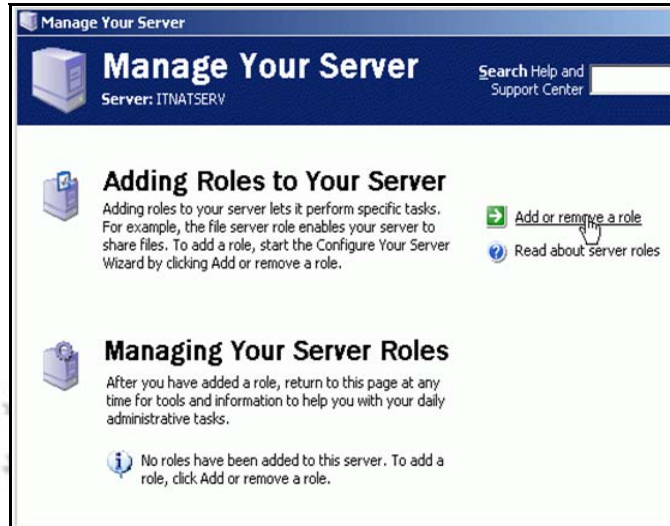 Manage Your Server
Manage Your Server
Server: ITNATSERV
Search Help and
Support Center
Adding Roles to Your Server
Adding roles to your server lets it perform specific tasks.
For example, the file server role enables your server to
share files. To add a role, start the Configure Your Server
Wizard by clicking Add or remove a role.
Add or remove a role
Read about server roles
Managing Your Server Roles
After you have added a role, return to this page at any
time for tools and information to help you with your daily
administrative tasks.
No roles have been added to this server. To add a
role, click Add or remove a role.